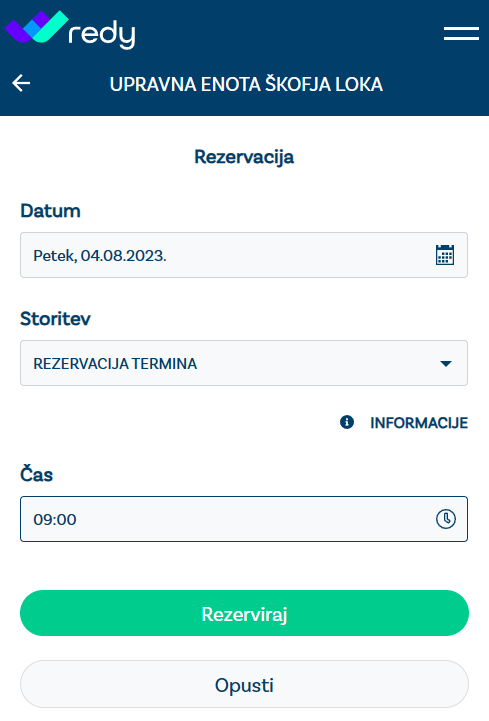 redy
UPRAVNA ENOTA ŠKOFJA LOKA
Rezervacija
Datum
Petek, 04.08.2023.
Storitev
REZERVACIJA TERMINA
INFORMACIJE
Čas
09:00
Rezerviraj
Opusti